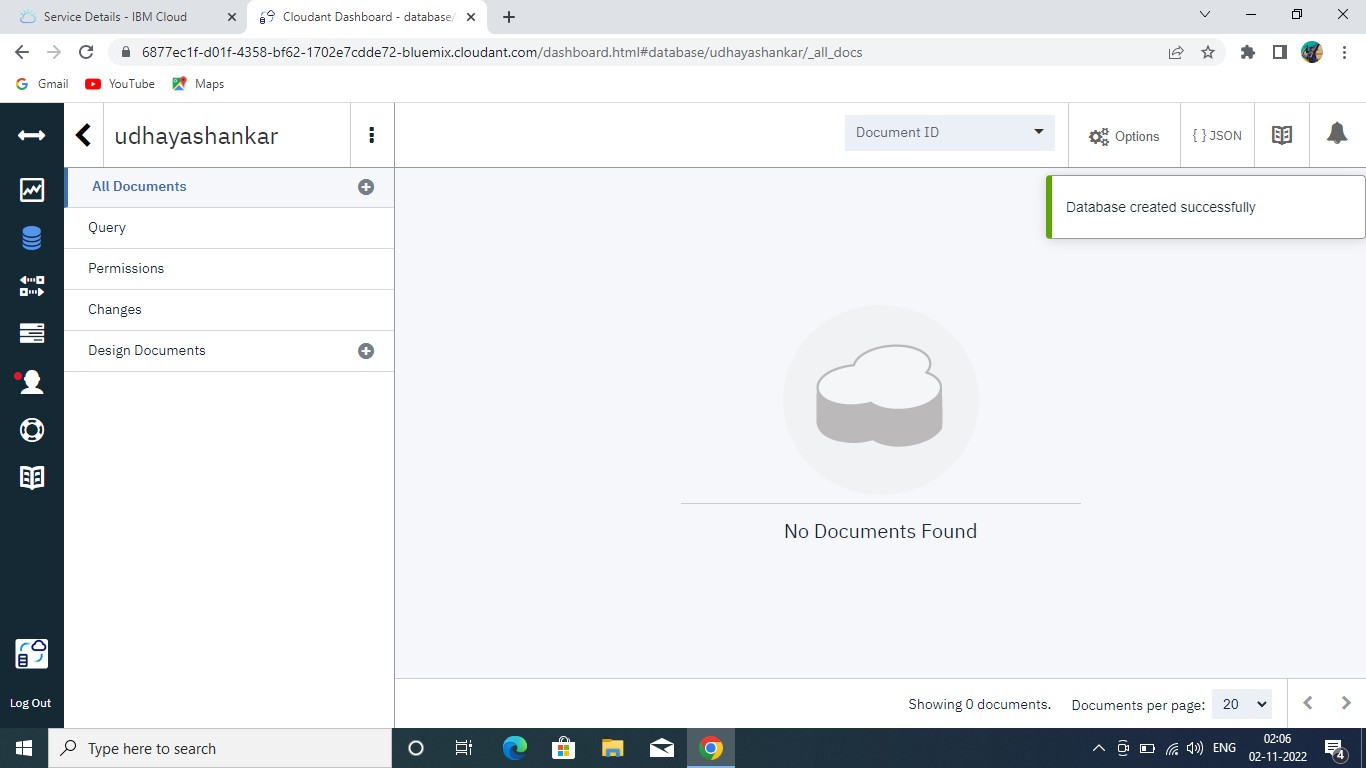 Service Details - IBM Cloud
Cloudant Dashboard - database/
6877ec1f-d01f-4358-bf62-1702e7cdde72-bluemix.cloudant.com/dashboard.html#database/udhayashankar/_all_docs
Gmail
YouTube
Maps
udhayashankar
Document ID
Options
{ } JSON
All Documents
Database created successfully
Query
Permissions
Changes
Design Documents
No Documents Found
Log Out
Showing 0 documents.
Documents per page:
20
Type here to search
ENG
02:06
02-11-2022
4